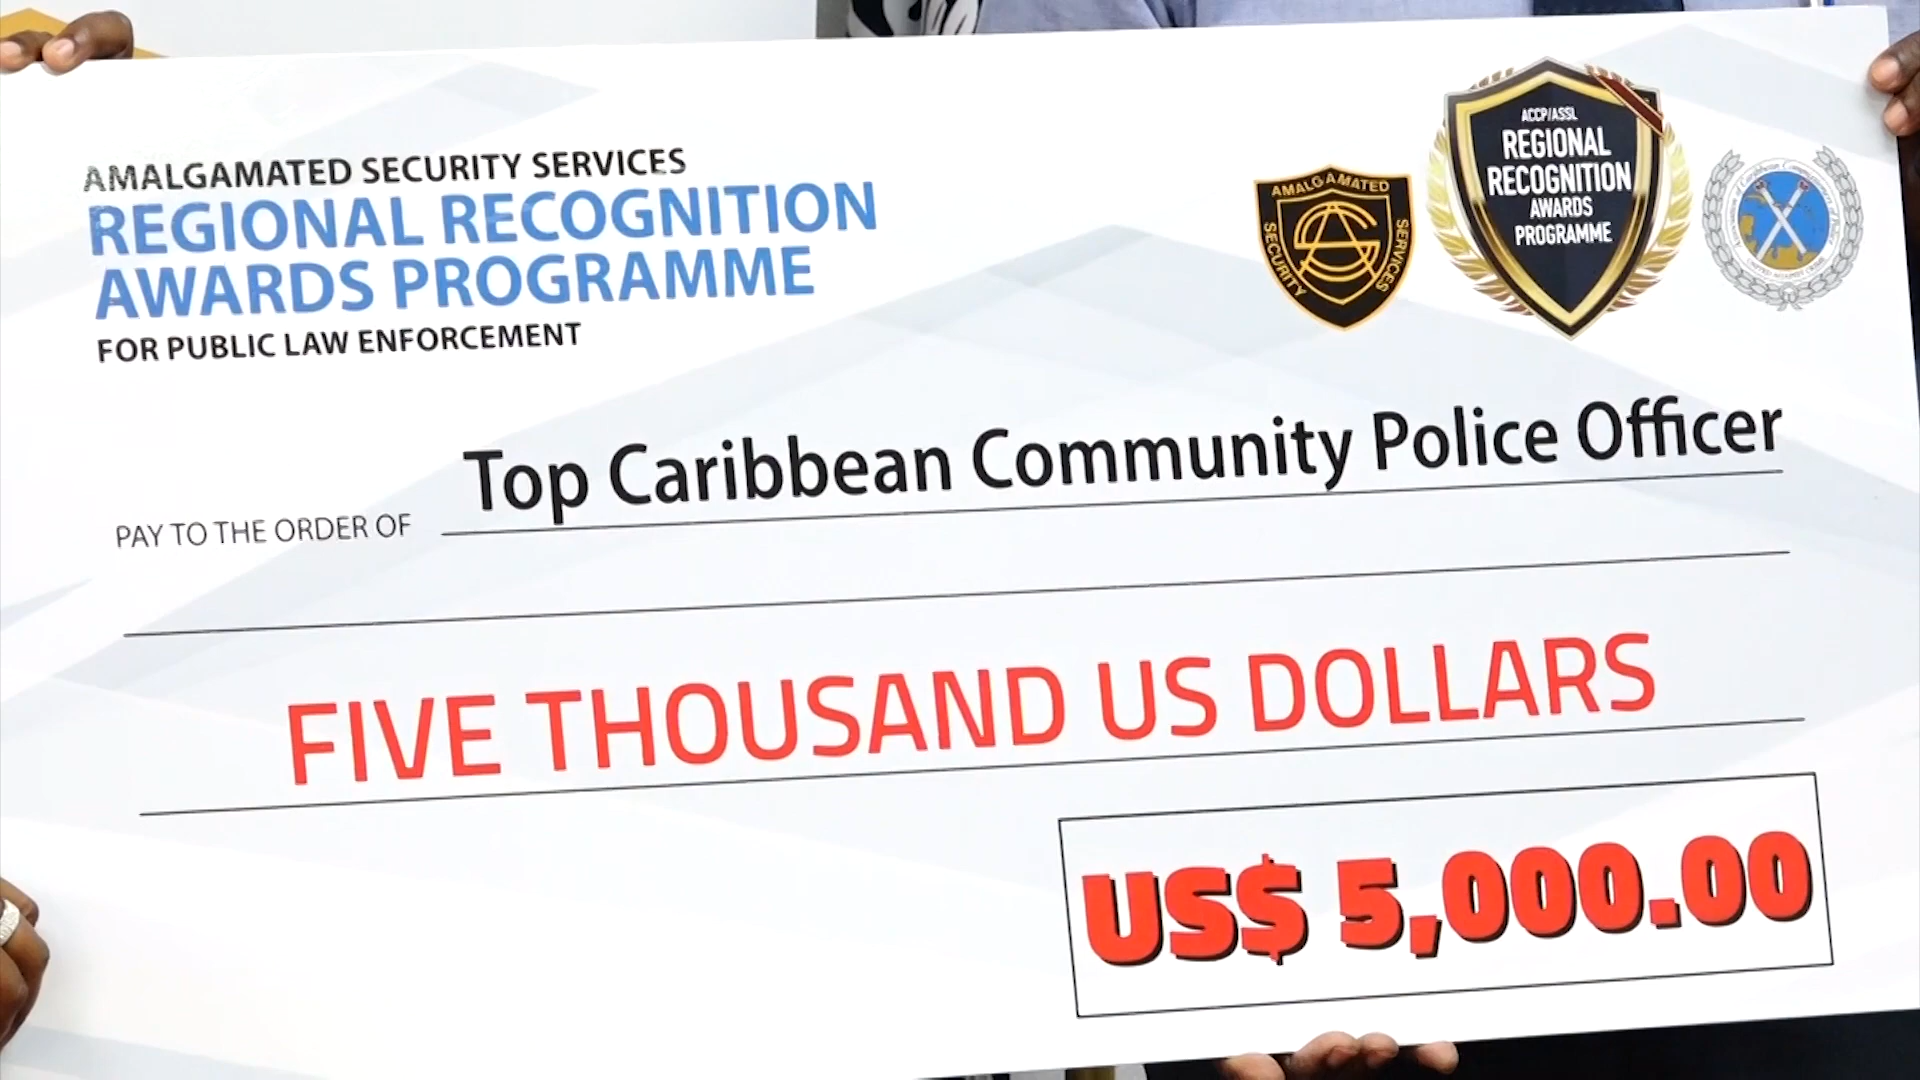 AMALGAMATED SECURITY SERVICES
REGIONAL RECOGNITION
AWARDS PROGRAMME
FOR PUBLIC LAW ENFORCEMENT
AMALGAMATED
SECURITY
SERVICES
ACCP/ASSL
REGIONAL
RECOGNITION
AWARDS
PROGRAMME
PAY TO THE ORDER OF Top Caribbean Community Police Officer
FIVE THOUSAND US DOLLARS
US$ 5,000.00